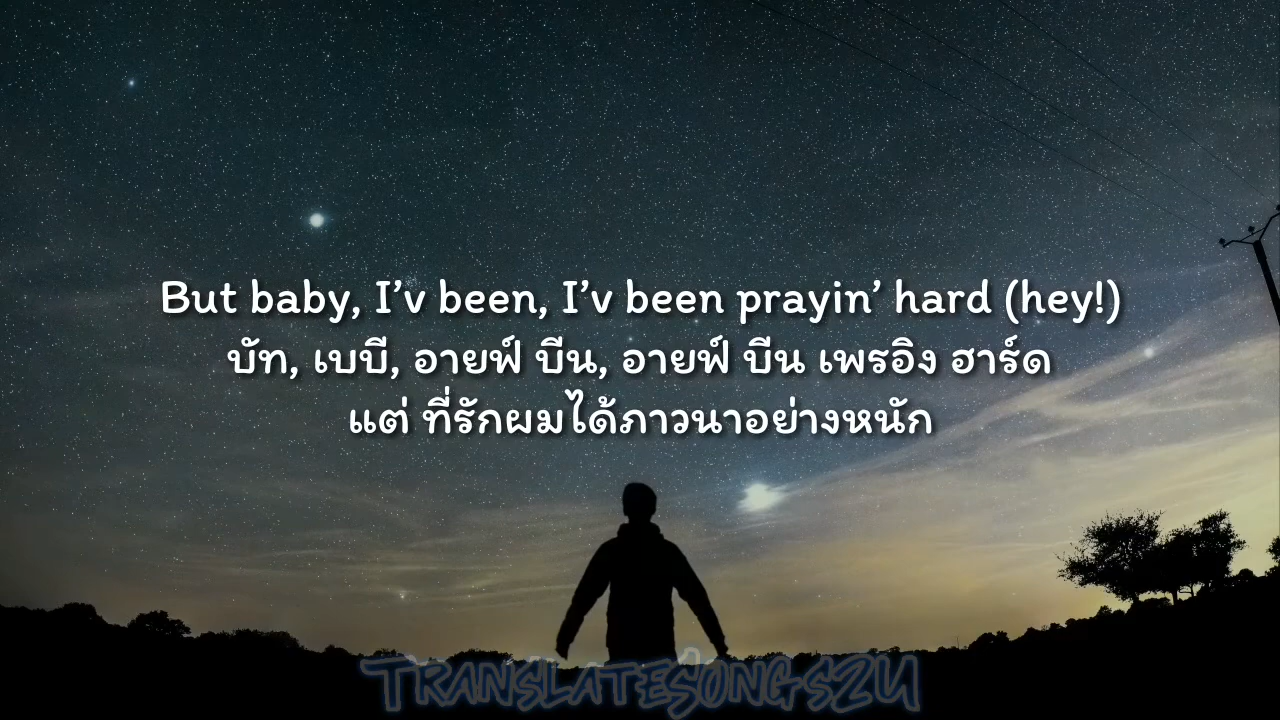 But baby, I’v been, I’v been prayin’ hard (hey!)
บัท, เบบี, อายฟ์ บีน, อายฟ์ บีน เพรอิง ฮาร์ด
แต่ ที่รักผมได้ภาวนาอย่างหนัก
TRANSLATESONGS2U